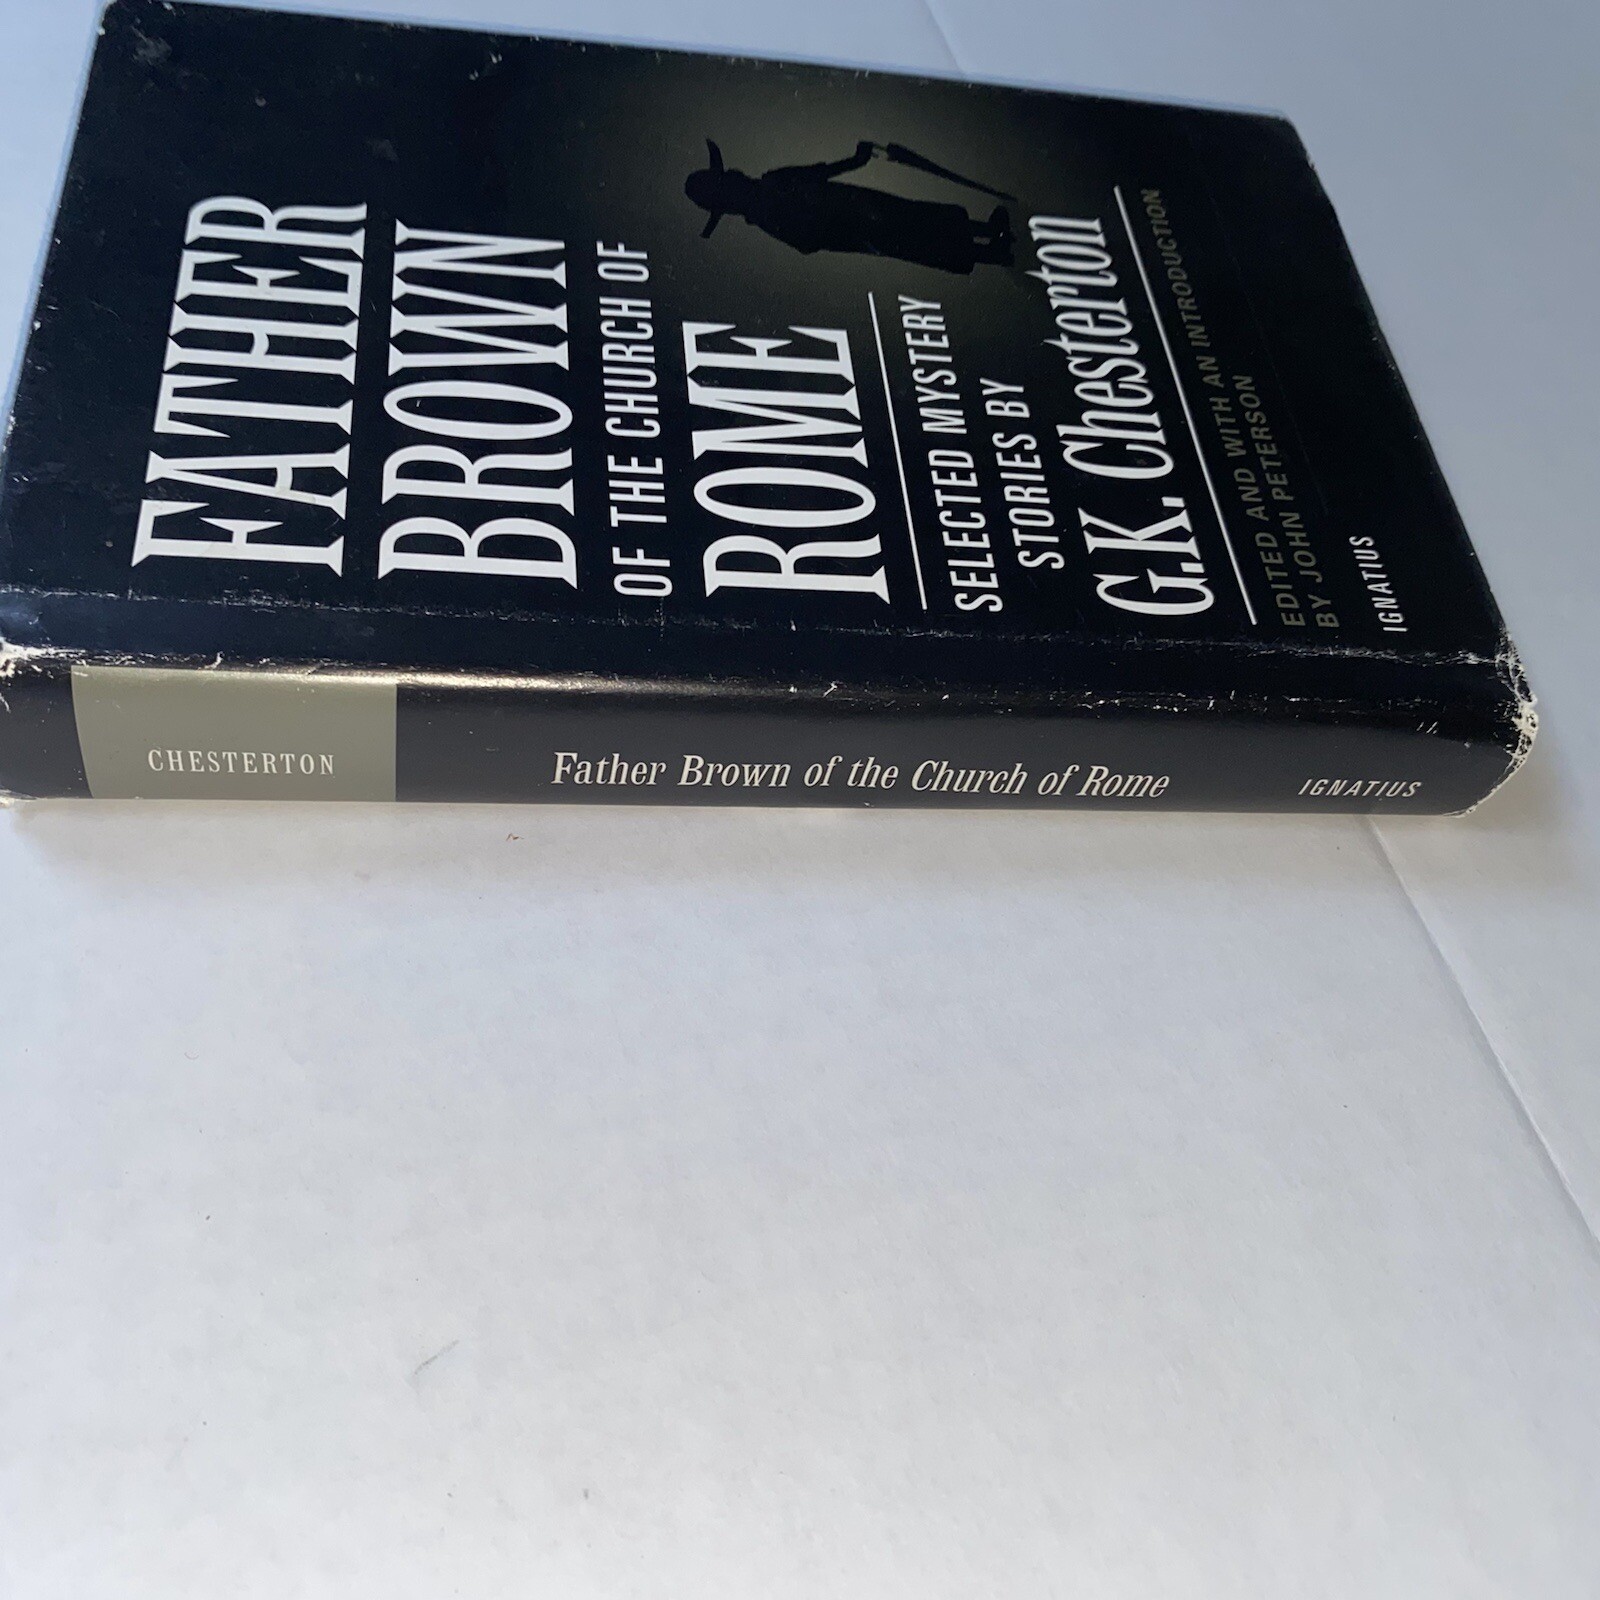 FATHER
BROWN
OF THE CHURCH OF
ROME
SELECTED MYSTERY
STORIES BY
G.K. Chesterton
EDITED AND WITH AN INTRODUCTION
BY JOHN PETERSON
IGNATIUS
CHESTERTON
Father Brown of the Church of Rome
IGNATIUS